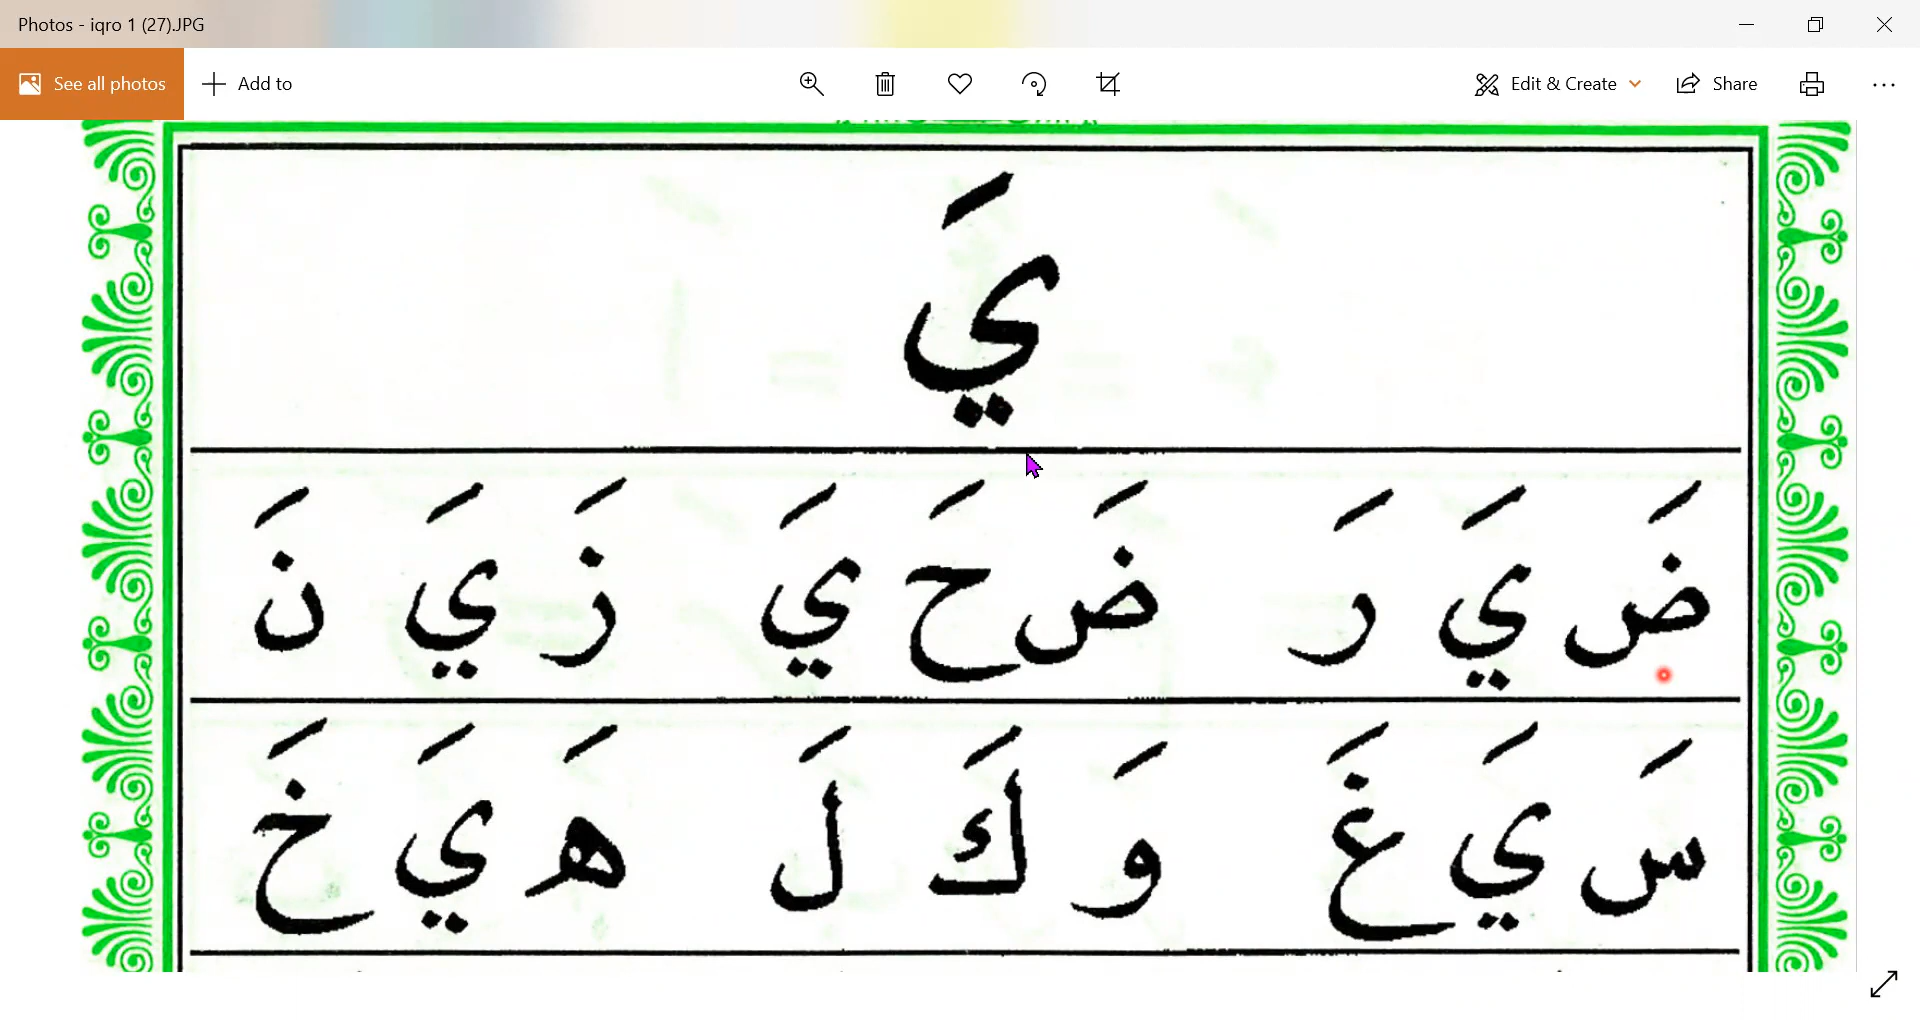 Photos - iqro 1 (27).JPG
See all photos
Add to
Edit & Create
Share
يَ
ضَ يَ رَ ضَ حَ يَ زَ يَ نَ
سَ يَ غَ وَ كَ لَ هَ يَ خَ